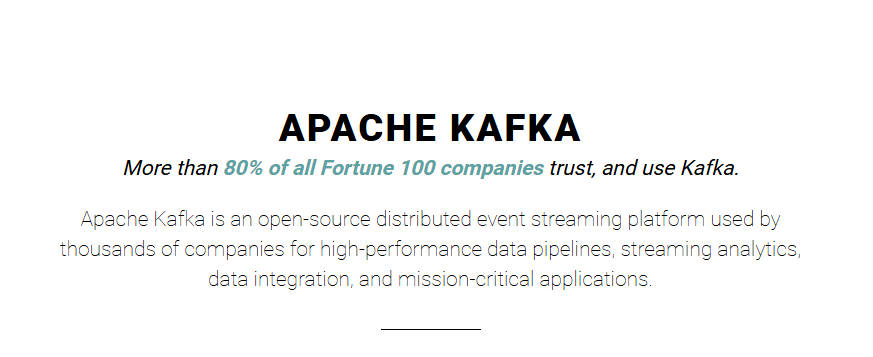 APACHE KAFKA
More than 80% of all Fortune 100 companies trust, and use Kafka.
Apache Kafka is an open-source distributed event streaming platform used by
thousands of companies for high-performance data pipelines, streaming analytics,
data integration, and mission-critical applications.